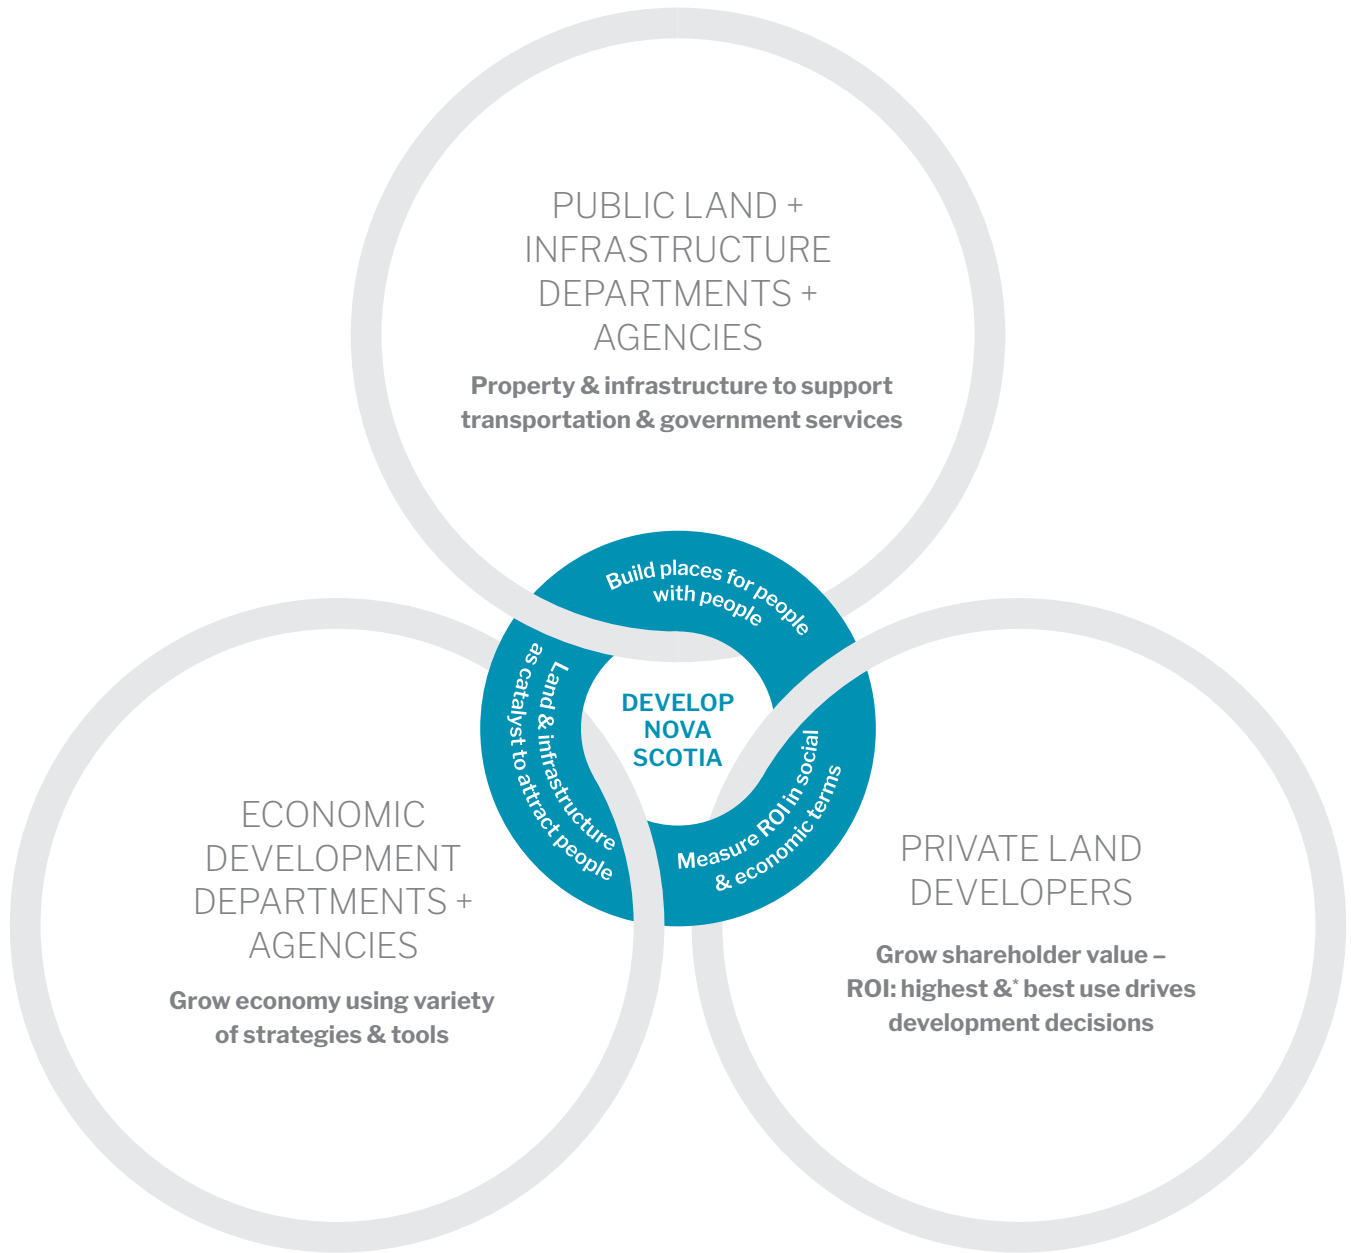 PUBLIC LAND +
INFRASTRUCTURE
DEPARTMENTS +
AGENCIES
Property & infrastructure to support
transportation & government services
Build places for people
with people
Land & infrastructure
as catalyst to attract people
DEVELOP
NOVA
SCOTIA
Measure ROI in social
& economic terms
ECONOMIC
DEVELOPMENT
DEPARTMENTS +
AGENCIES
Grow economy using variety
of strategies & tools
PRIVATE LAND
DEVELOPERS
Grow shareholder value –
ROI: highest &* best use drives
development decisions